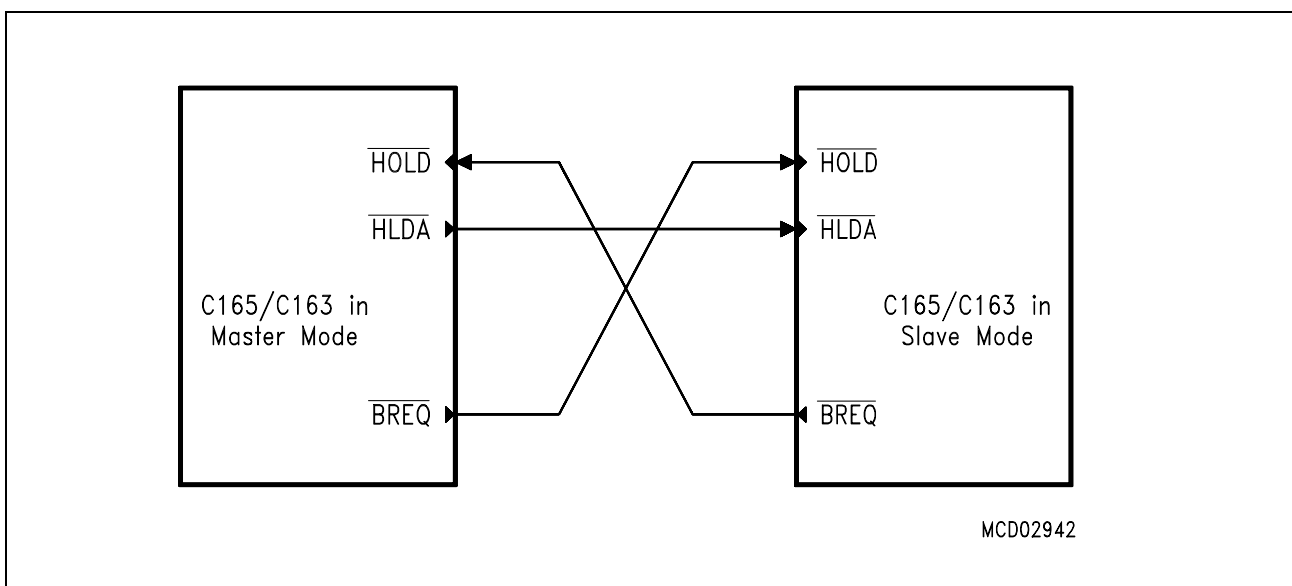 HOLD
HLDA
C165/C163 in
Master Mode
BREQ
HOLD
HLDA
C165/C163 in
Slave Mode
BREQ
MCD02942